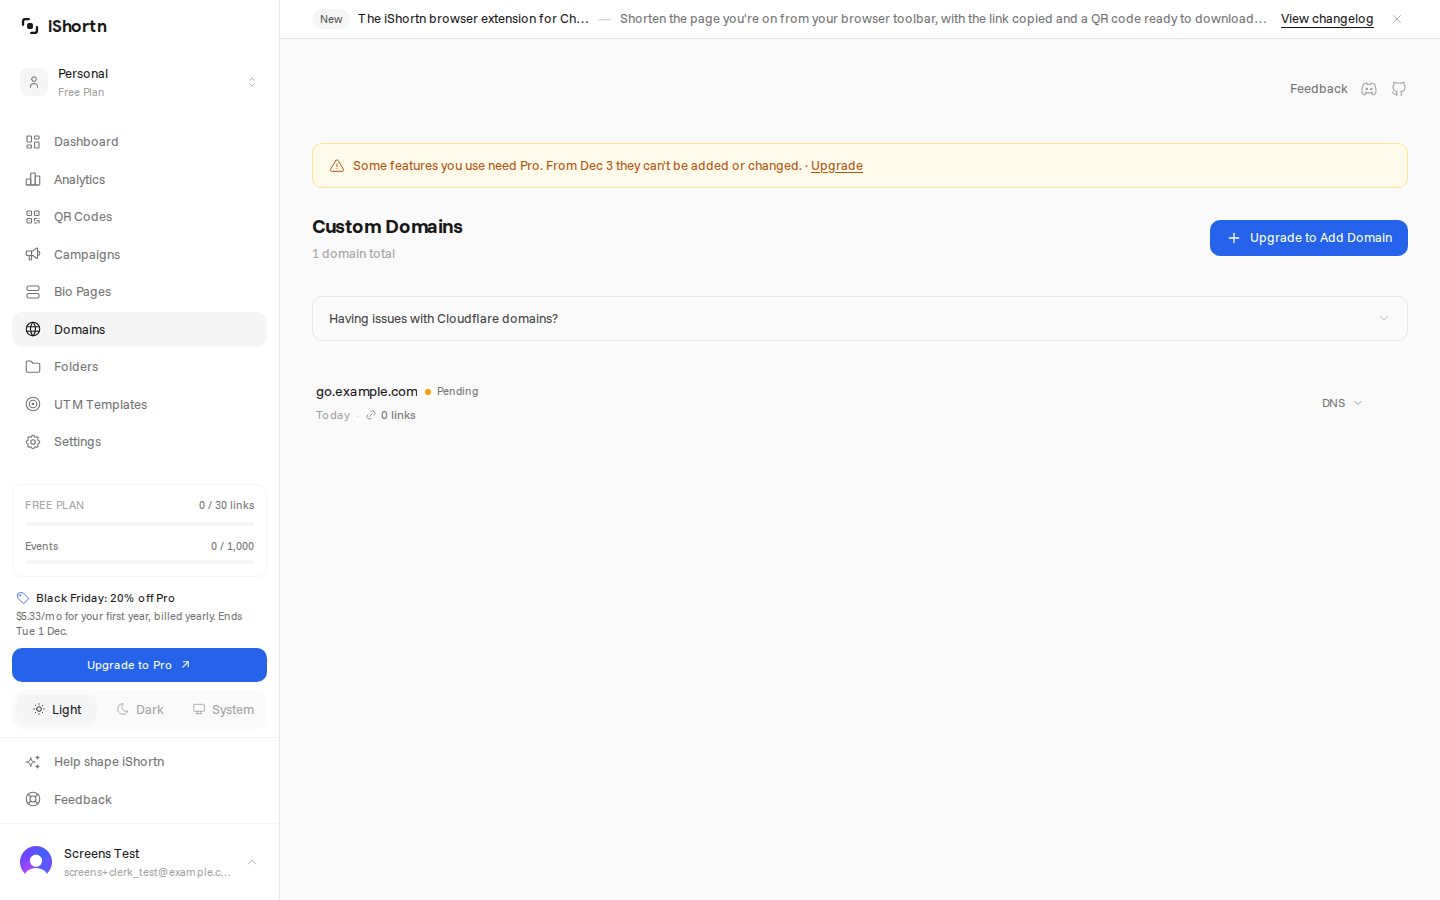 iShortn
Personal
Free Plan
Dashboard
Analytics
QR Codes
Campaigns
Bio Pages
Domains
Folders
UTM Templates
Settings
FREE PLAN 0 / 30 links
Events 0 / 1,000
Black Friday: 20% off Pro
$5.33/mo for your first year, billed yearly. Ends
Tue 1 Dec.
Upgrade to Pro
Light Dark System
Help shape iShortn
Feedback
Screens Test
screens+clerk_test@example.c...
New The iShortn browser extension for Ch... — Shorten the page you're on from your browser toolbar, with the link copied and a QR code ready to download... View changelog
Feedback
Some features you use need Pro. From Dec 3 they can't be added or changed. · Upgrade
Custom Domains
1 domain total
Upgrade to Add Domain
Having issues with Cloudflare domains?
go.example.com Pending
Today · 0 links
DNS